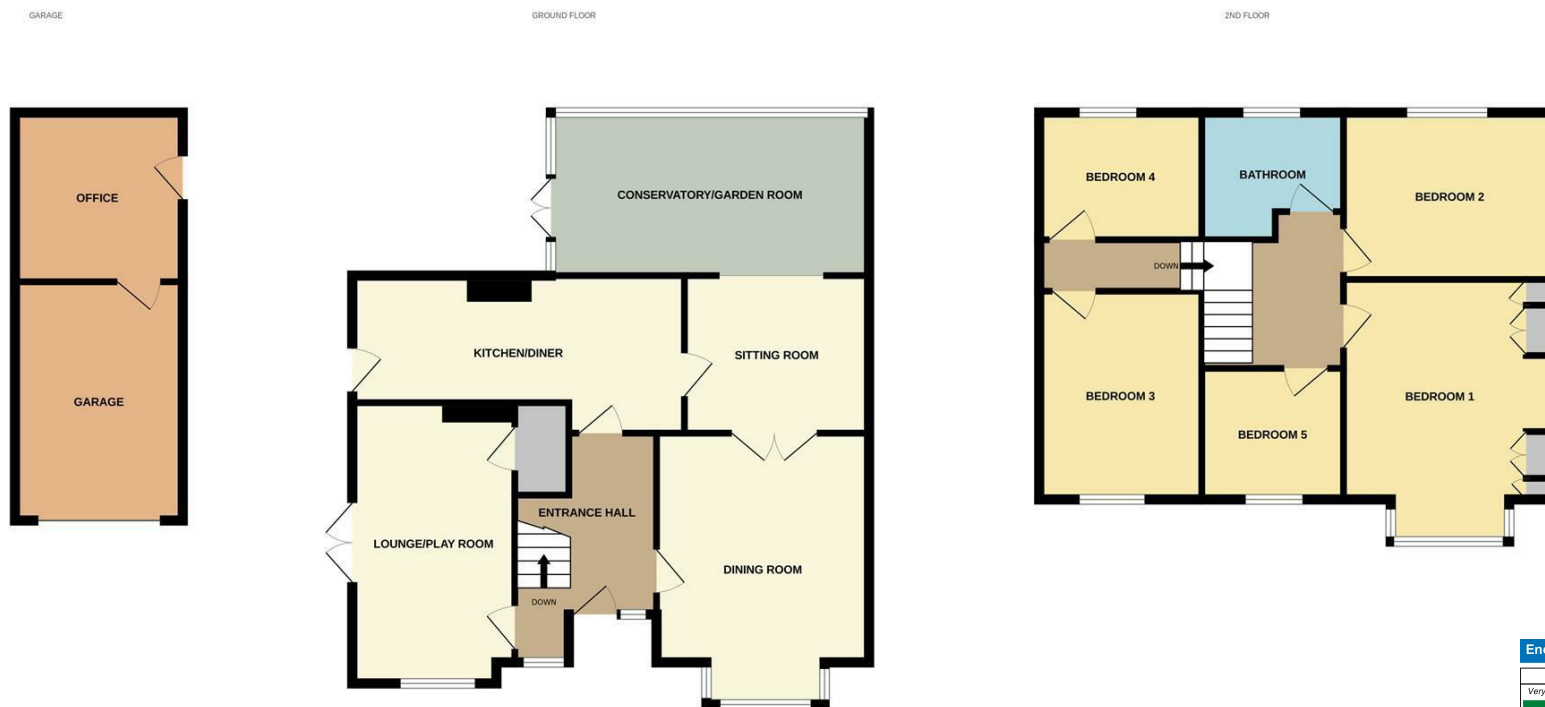 GARAGE
GROUND FLOOR
2ND FLOOR
OFFICE
GARAGE
CONSERVATORY/GARDEN ROOM
KITCHEN/DINER
SITTING ROOM
LOUNGE/PLAY ROOM
ENTRANCE HALL
DOWN
DINING ROOM
BEDROOM 4
BATHROOM
BEDROOM 2
DOWN
BEDROOM 3
BEDROOM 5
BEDROOM 1
Very